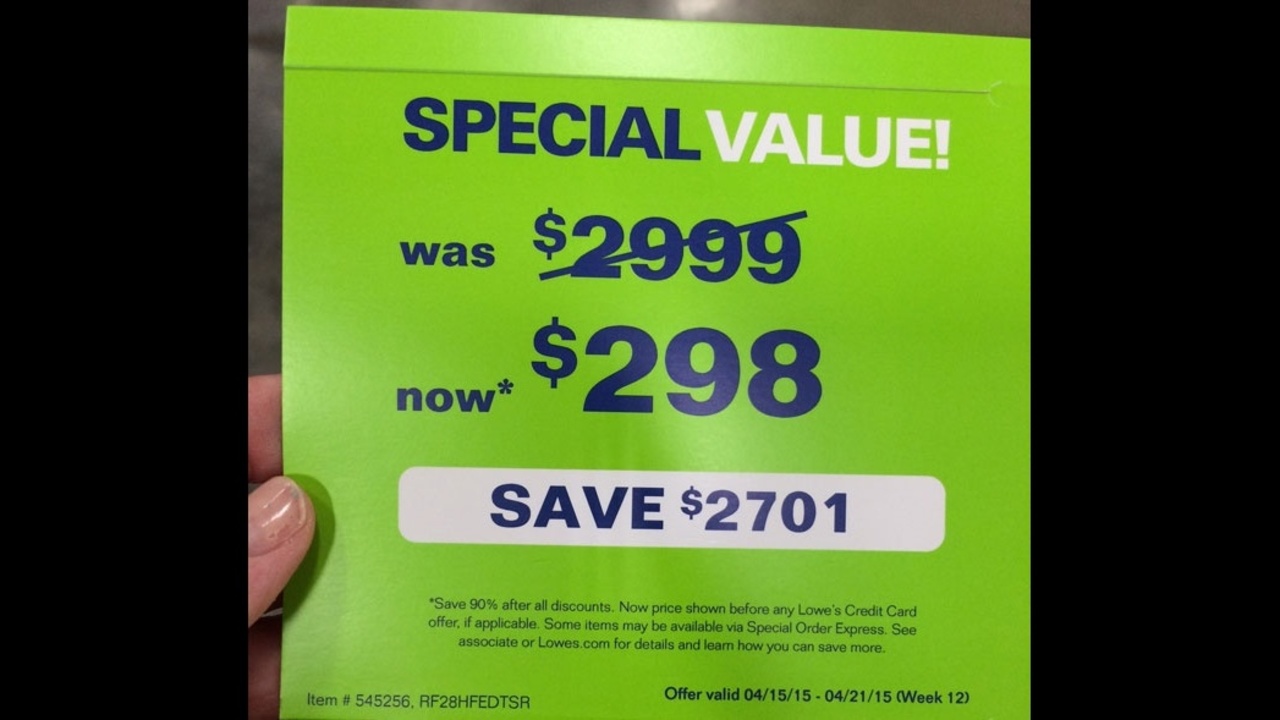 SPECIAL VALUE!
was $2999
now* $298
SAVE $2701
*Save 90% after all discounts. Now price shown before any Lowe's Credit Card
offer, if applicable. Some items may be available via Special Order Express. See
associate or Lowes.com for details and learn how you can save more.
Item # 545256, RF28HFEDTSR
Offer valid 04/15/15 - 04/21/15 (Week 12)